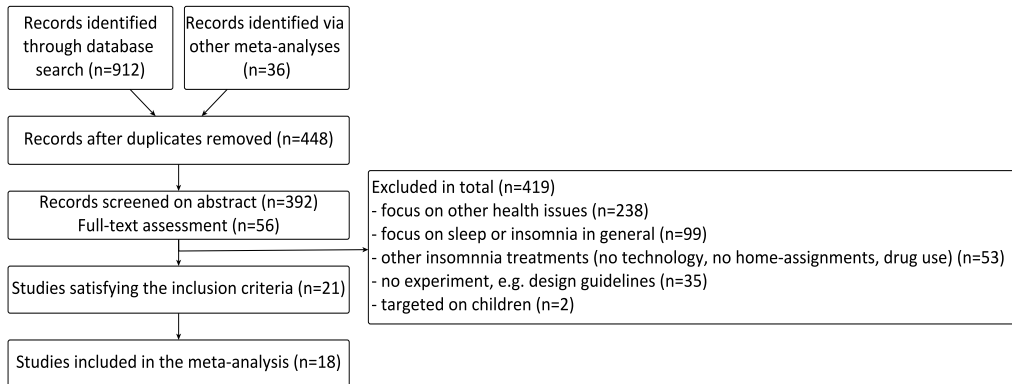 Records identified
through database
search (n=912)
Records identified via
other meta-analyses
(n=36)
Records after duplicates removed (n=448)
Records screened on abstract (n=392)
Full-text assessment (n=56)
Excluded in total (n=419)
- focus on other health issues (n=238)
- focus on sleep or insomnia in general (n=99)
- other insomnnia treatments (no technology, no home-assignments, drug use) (n=53)
- no experiment, e.g. design guidelines (n=35)
- targeted on children (n=2)
Studies satisfying the inclusion criteria (n=21)
Studies included in the meta-analysis (n=18)